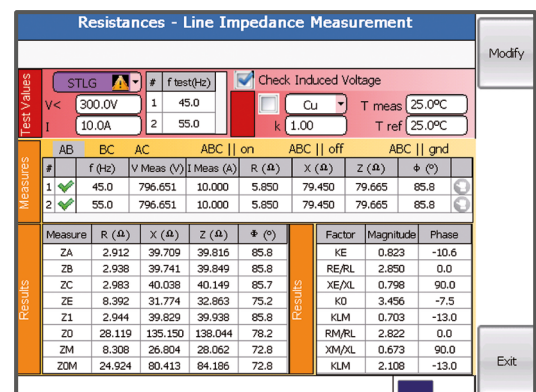 Resistances - Line Impedance Measurement
Modify
Test Values
STLG
# f test(Hz)
Check Induced Voltage
V< 300.0V
1 45.0
Cu
T meas 25.0ºC
I 10.0A
2 55.0
k 1.00
T ref 25.0ºC
Measures
AB BC AC ABC || on ABC || off ABC || gnd
# f (Hz) V Meas (V) I Meas (A) R (Ω) X (Ω) Z (Ω) Φ (º)
1 45.0 796.651 10.000 5.850 79.450 79.665 85.8
2 55.0 796.651 10.000 5.850 79.450 79.665 85.8
Results
Measure R (Ω) X (Ω) Z (Ω) Φ (º)
ZA 2.912 39.709 39.816 85.8
ZB 2.938 39.741 39.849 85.8
ZC 2.983 40.038 40.149 85.7
ZE 8.392 31.774 32.863 75.2
Z1 2.944 39.829 39.938 85.8
Z0 28.119 135.150 138.044 78.2
ZM 8.308 26.804 28.062 72.8
Z0M 24.924 80.413 84.186 72.8
Results
Factor Magnitude Phase
KE 0.823 -10.6
RE/RL 2.850 0.0
XE/XL 0.798 90.0
K0 3.456 -7.5
KLM 0.703 -13.0
RM/RL 2.822 0.0
XM/XL 0.673 90.0
KLM 2.108 -13.0
Exit